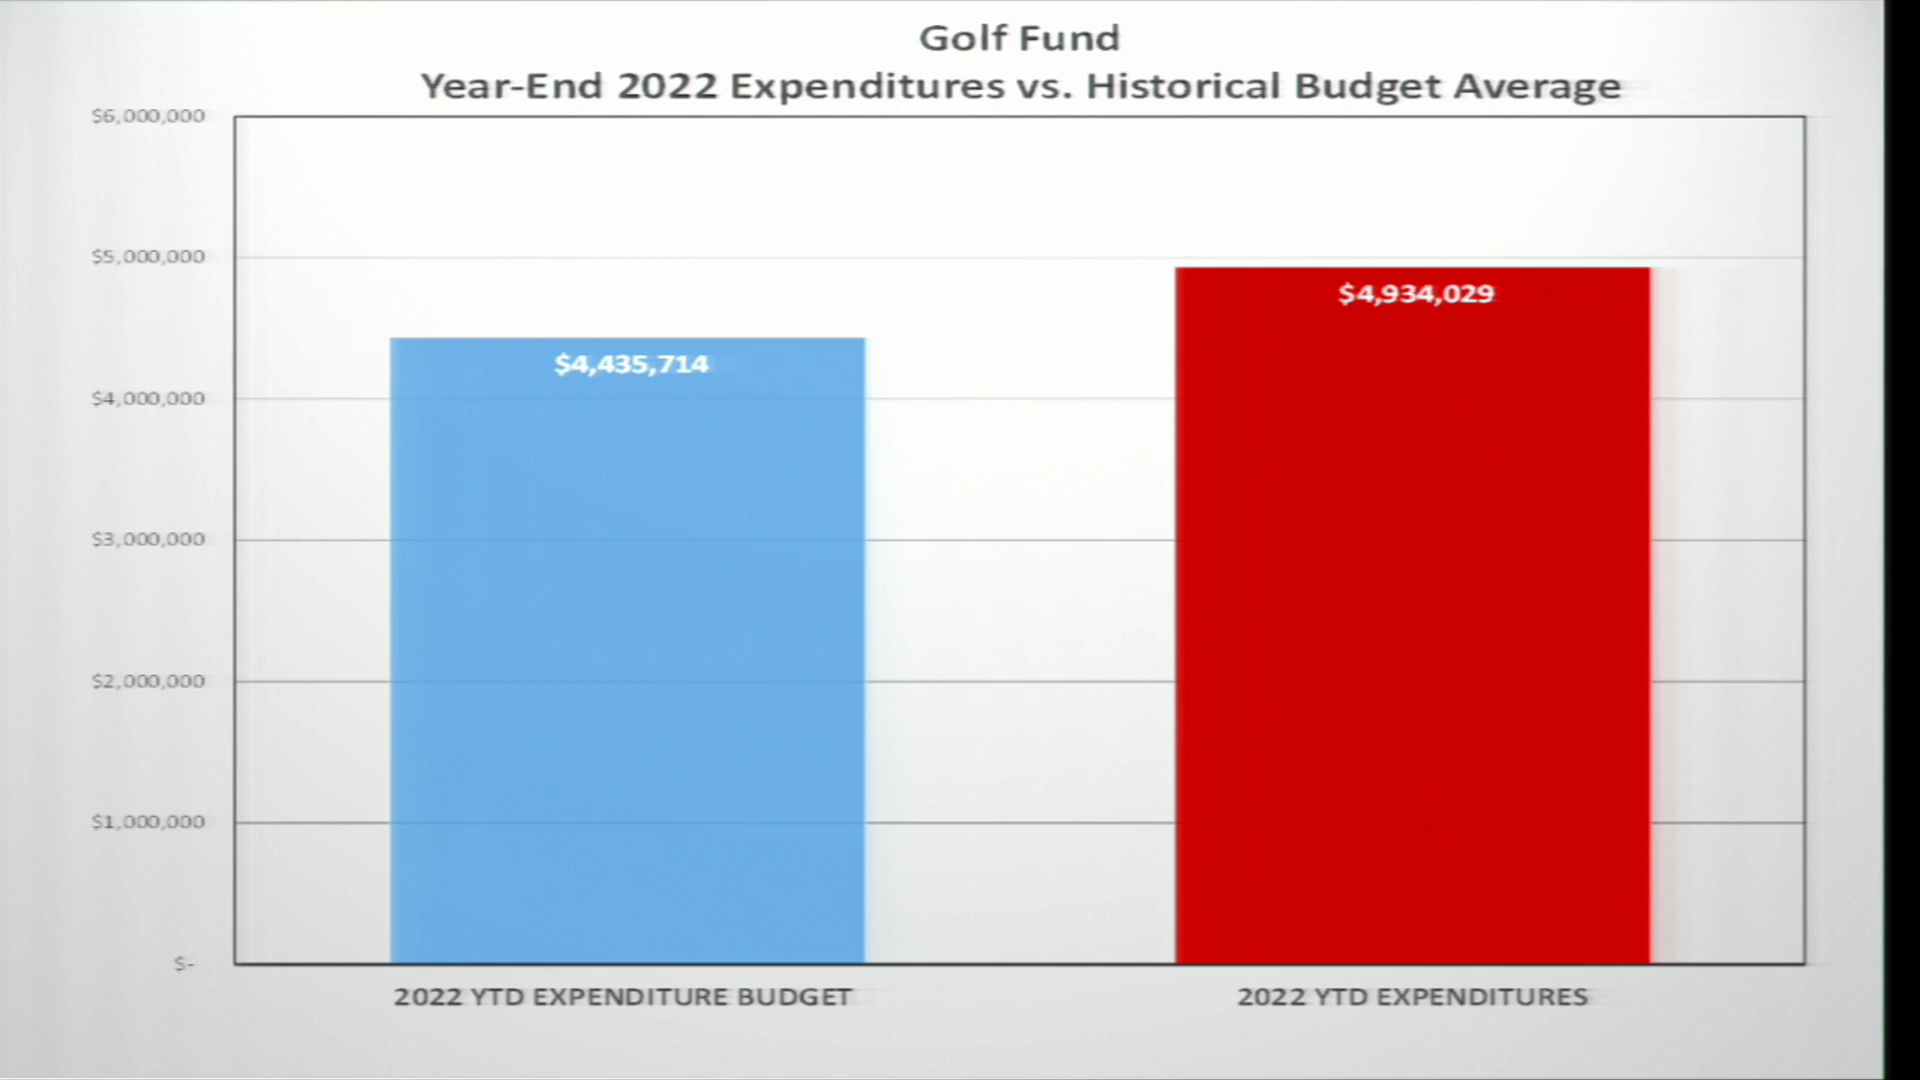 Golf Fund
Year-End 2022 Expenditures vs. Historical Budget Average
$6,000,000
$5,000,000
$4,000,000
$3,000,000
$2,000,000
$1,000,000
$-
$4,435,714
$4,934,029
2022 YTD EXPENDITURE BUDGET
2022 YTD EXPENDITURES